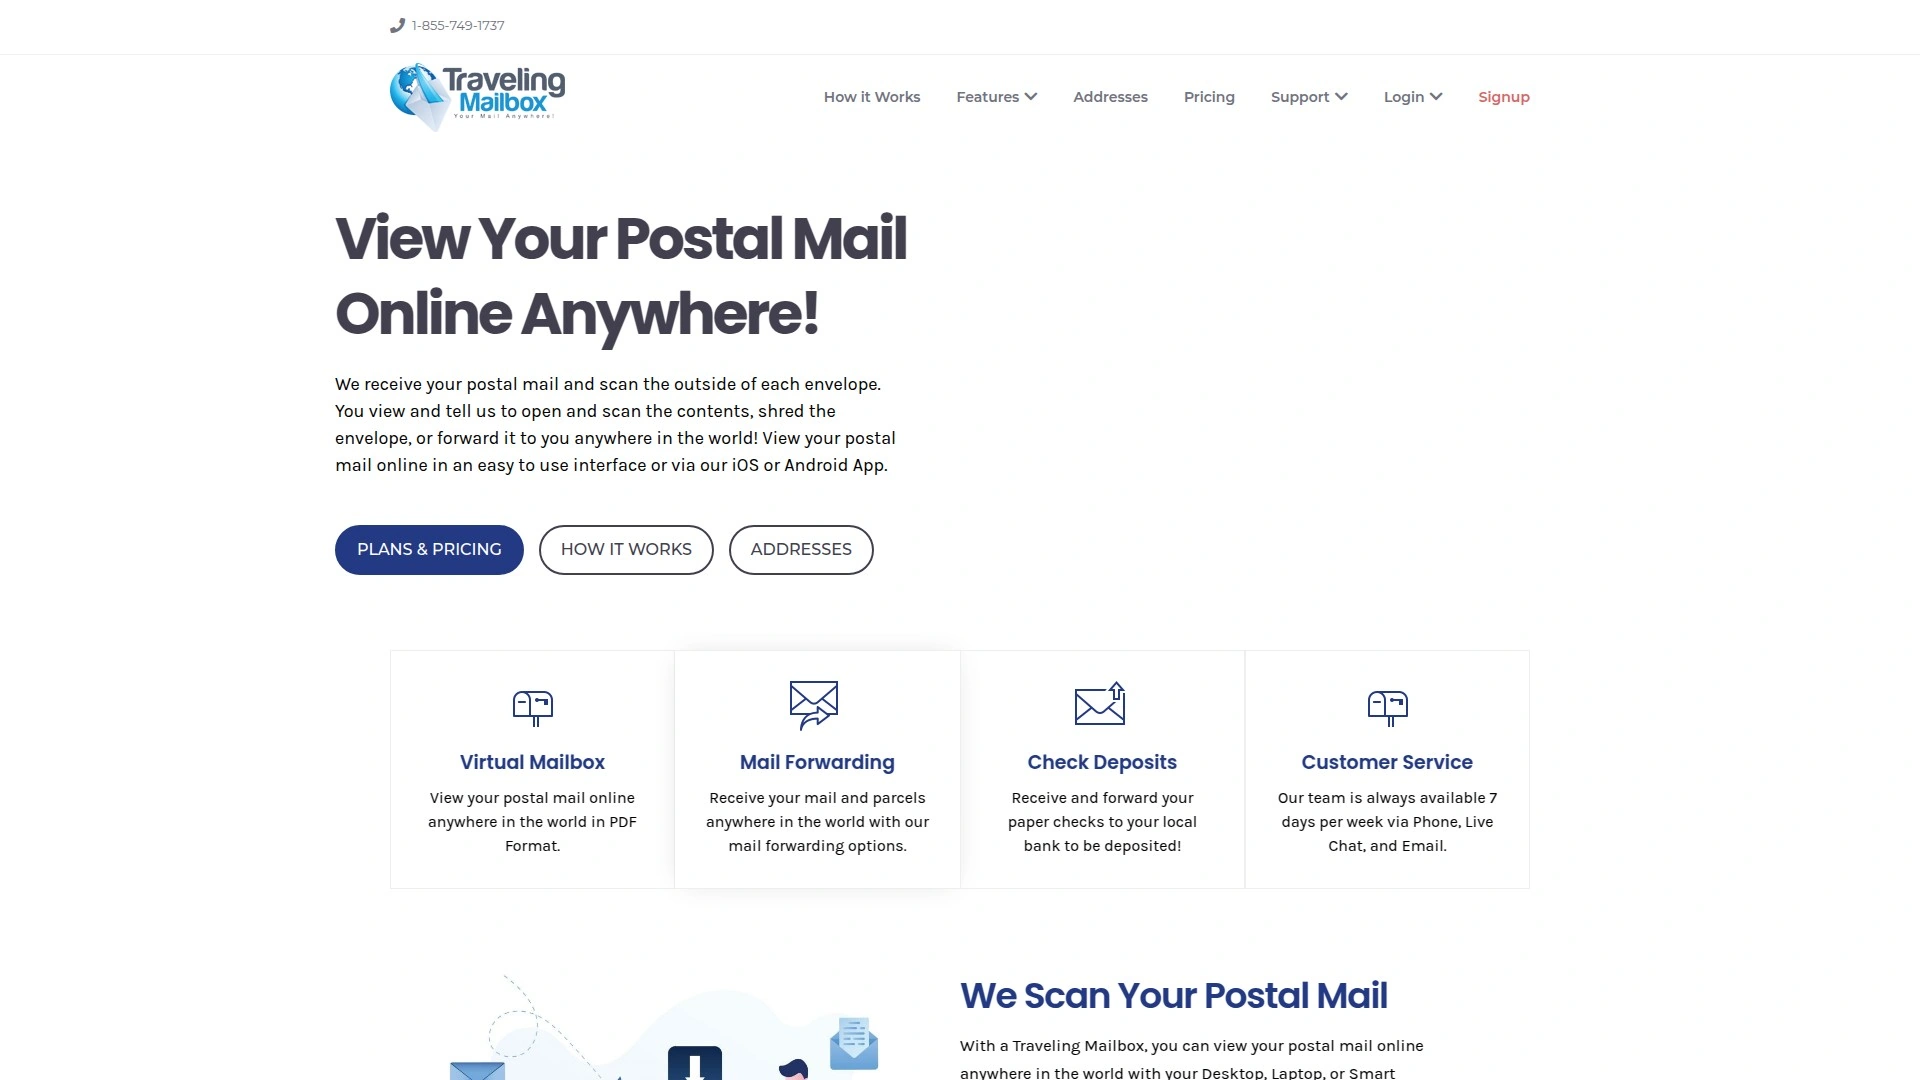 1-855-749-1737
Traveling
Mailbox
Your Mail Anywhere!
How it Works
Features
Addresses
Pricing
Support
Login
Signup
View Your Postal Mail
Online Anywhere!
We receive your postal mail and scan the outside of each envelope.
You view and tell us to open and scan the contents, shred the
envelope, or forward it to you anywhere in the world! View your postal
mail online in an easy to use interface or via our iOS or Android App.
PLANS & PRICING
HOW IT WORKS
ADDRESSES
Virtual Mailbox
View your postal mail online
anywhere in the world in PDF
Format.
Mail Forwarding
Receive your mail and parcels
anywhere in the world with our
mail forwarding options.
Check Deposits
Receive and forward your
paper checks to your local
bank to be deposited!
Customer Service
Our team is always available 7
days per week via Phone, Live
Chat, and Email.
We Scan Your Postal Mail
With a Traveling Mailbox, you can view your postal mail online
anywhere in the world with your Desktop, Laptop, or Smart